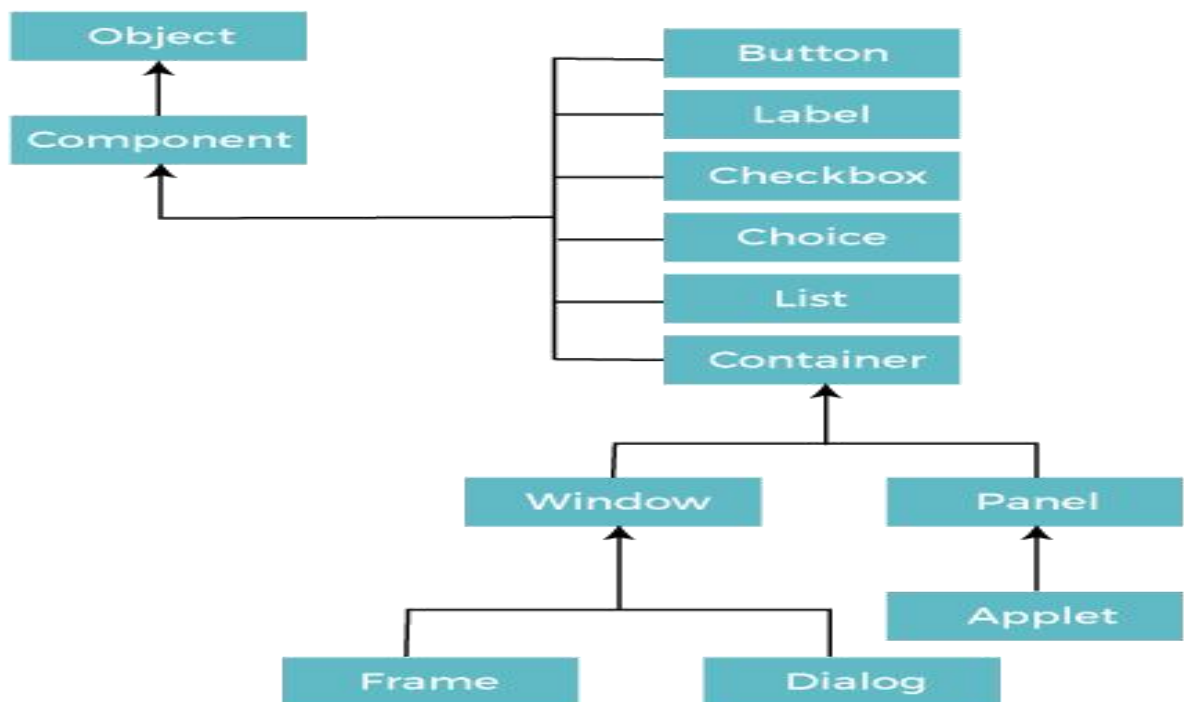 Object
Component
Button
Label
Checkbox
Choice
List
Container
Window
Panel
Applet
Frame
Dialog